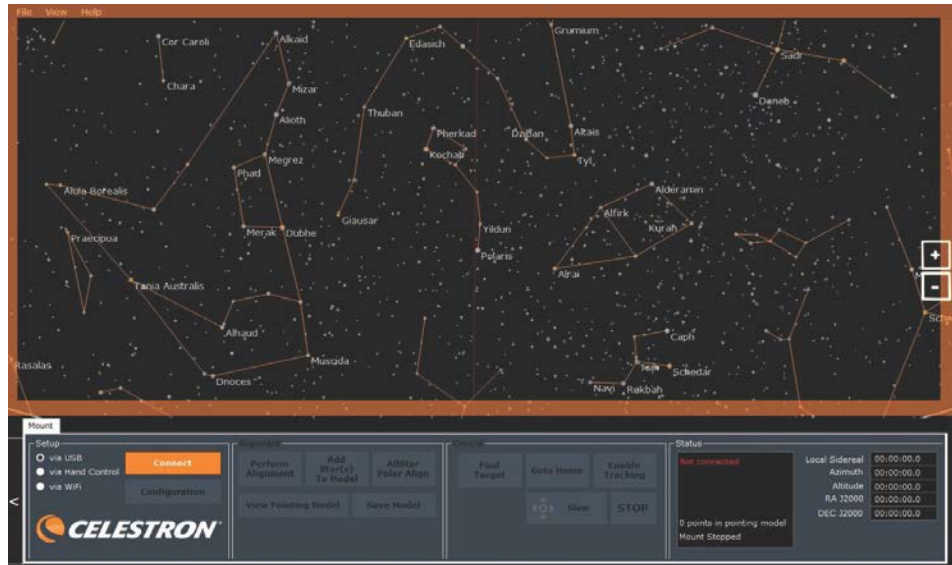 File View Help
Grumium
Cor Caroli
Alkaid
Edasich
Sadr
Chara
Mizar
Deneb
Thuban
Alioth
Pherkad
Dziban
Altais
Kochab
Tyl
Megrez
Phad
Alula Borealis
Alderamin
Giausar
Alfirk
Merak
Dubhe
Yildun
Kurah
Praecipua
Polaris
Alrai
Tania Australis
Alhaud
Caph
Muscida
Rasalas
Tsih
Schedar
Dnoces
Navi
Rukbah
+
-
Mount
Setup
via USB
via Hand Control
via WiFi
Connect
Configuration
CELESTRON
<
Alignment
Perform Alignment
Add Star(s) To Model
AllStar Polar Align
View Pointing Model
Save Model
Control
Find Target
Goto Home
Enable Tracking
Slew
STOP
Status
Not connected
0 points in pointing model
Mount Stopped
Local Sidereal 00:00:00.0
Azimuth 00:00:00.0
Altitude 00:00:00.0
RA J2000 00:00:00.0
DEC J2000 00:00:00.0